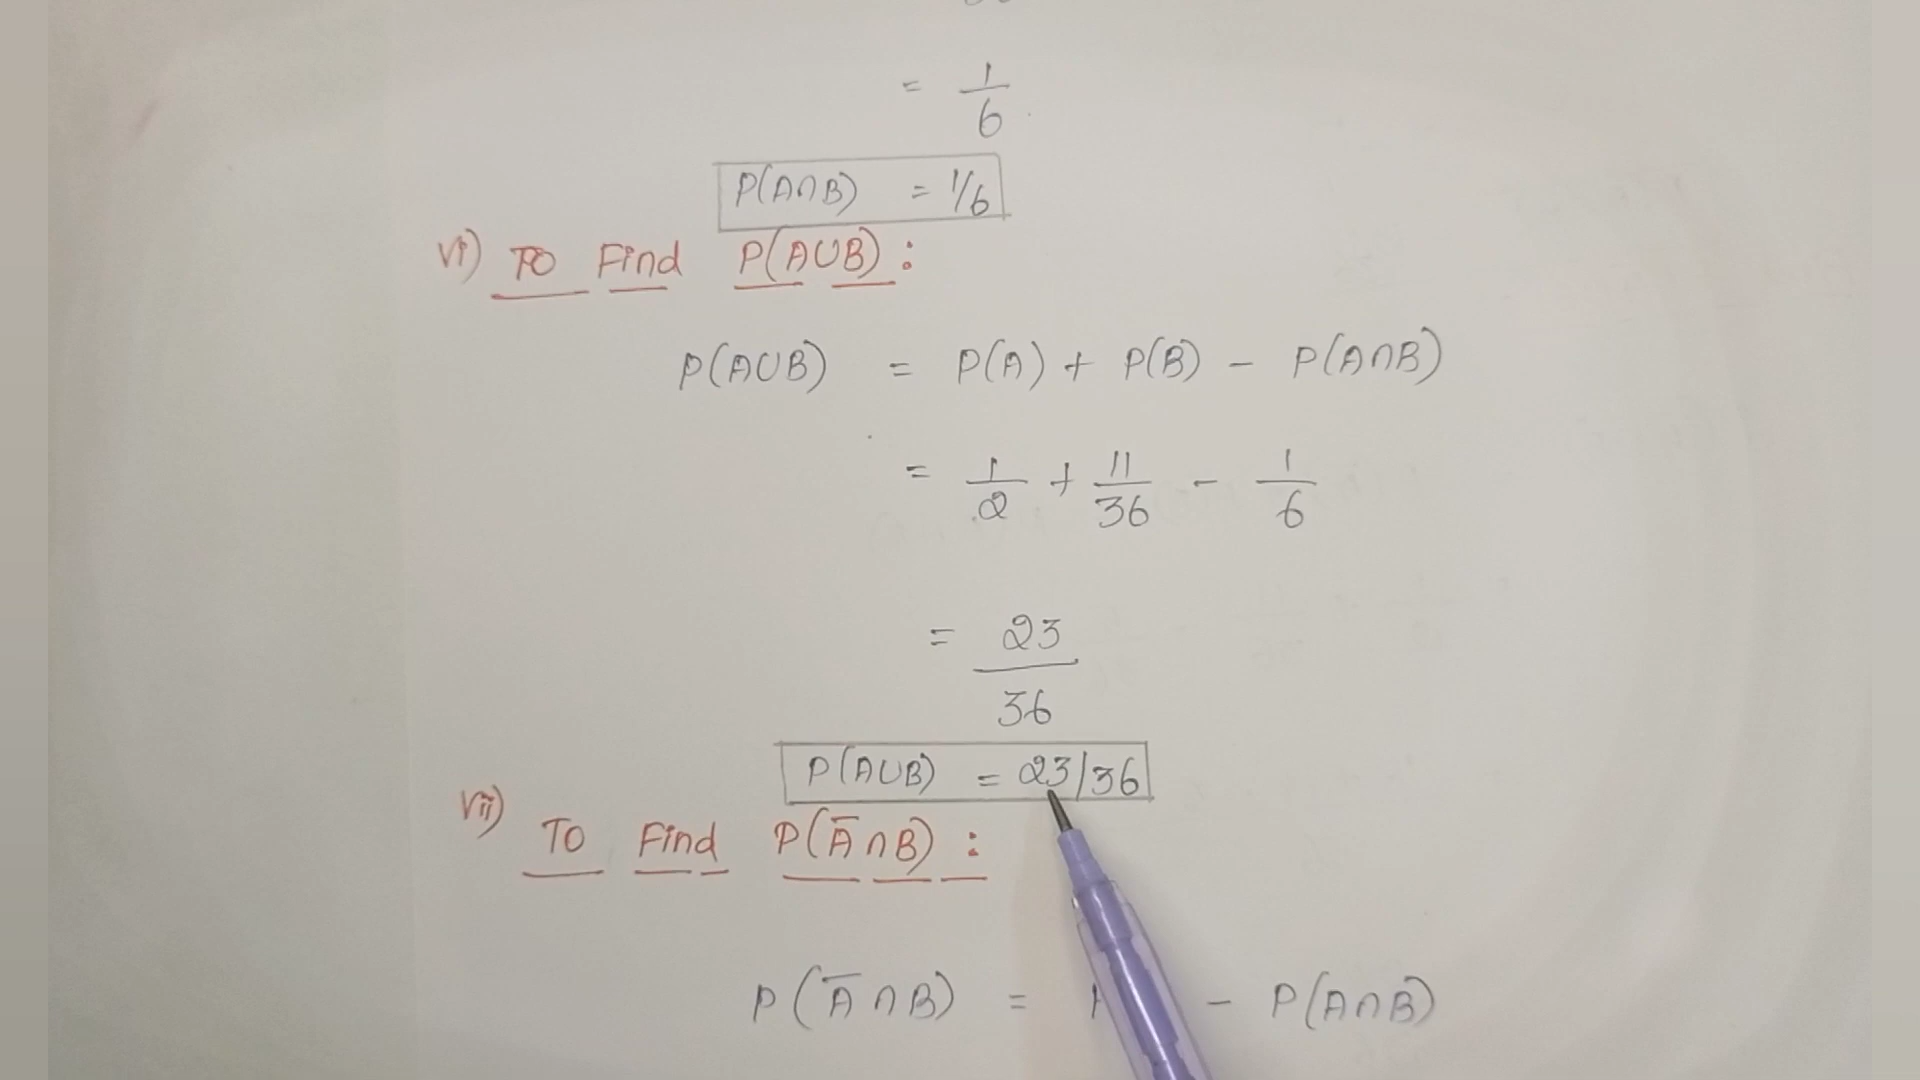 = 1/6
P(A∩B) = 1/6
vi) To Find P(A∪B) :
P(A∪B) = P(A) + P(B) - P(A∩B)
= 1/2 + 11/36 - 1/6
= 23/36
P(A∪B) = 23/36
vii) To Find P(A̅∩B) :
P(A̅∩B) = - P(A∩B)